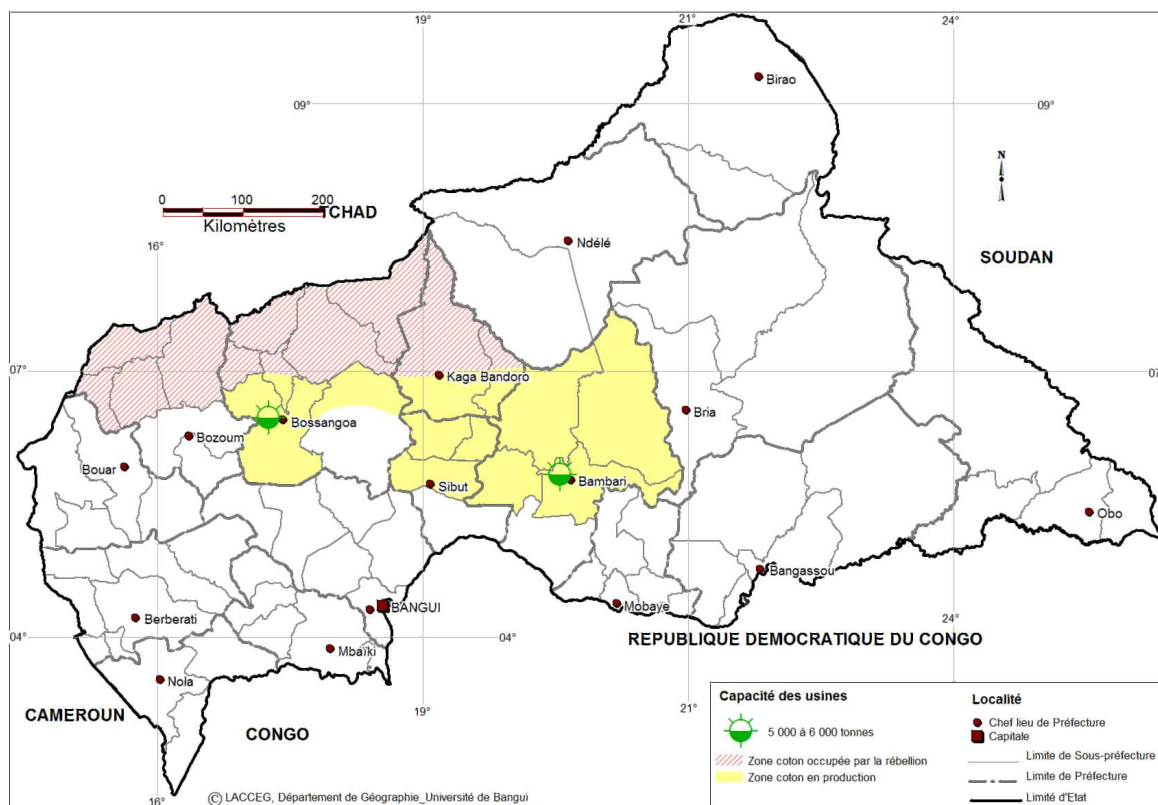 19°
21°
24°
Birao
09°
09°
N
0 100 200
Kilomètres
TCHAD
16°
Ndélé
SOUDAN
07°
07
Kaga Bandoro
Bria
Bossangoa
Bozoum
Bouar
Sibut
Bambari
Obo
Bangassou
BANGUI
Mobaye
Berberati
04°
04°
24°
REPUBLIQUE DEMOCRATIQUE DU CONGO
Mbaïki
Nola
CAMEROUN
CONGO
19°
21°
16°
Capacité des usines
5 000 à 6 000 tonnes
Zone coton occupée par la rébellion
Zone coton en production
Localité
Chef lieu de Préfecture
Capitale
Limite de Sous-préfecture
Limite de Préfecture
Limité d'Etat
© LACCEG, Département de Géographie_Université de Bangui